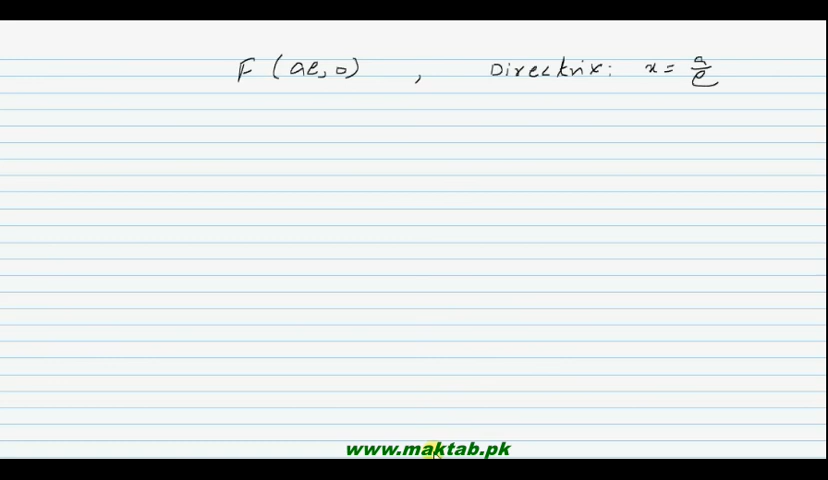 F (ae, 0) , Directrix: x = a/e
www.maktab.pk